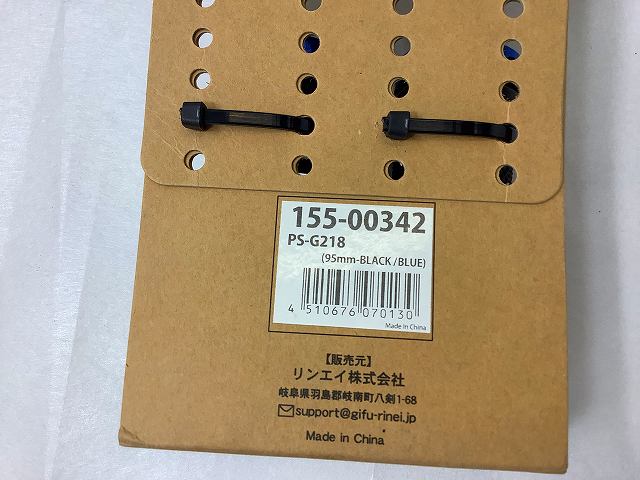 155-00342
PS-G218
(95mm-BLACK /BLUE)
4 510676 070130
Made in China
【販売元】
リンエイ株式会社
岐阜県羽島郡岐南町八剣1-68
support@gifu-rinei.jp
Made in China